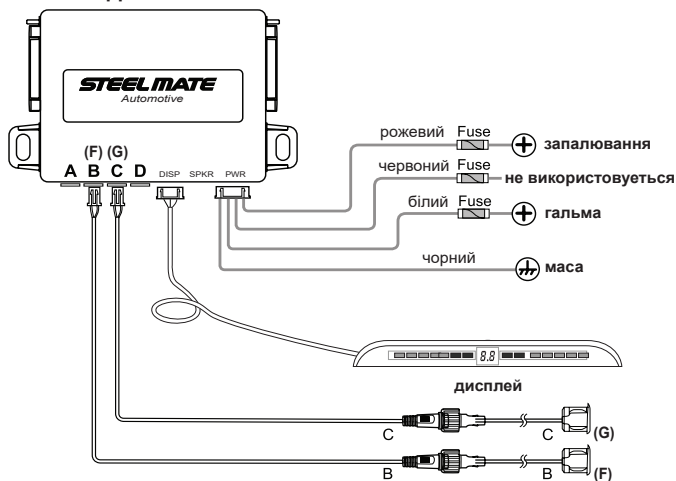 STEELMATE
Automotive
(F) (G)
A B C D DISP SPKR PWR
рожевий Fuse запалювання
червоний Fuse не використовуеться
білий Fuse гальма
чорний маса
8.8
дисплей
C C (G)
B B (F)